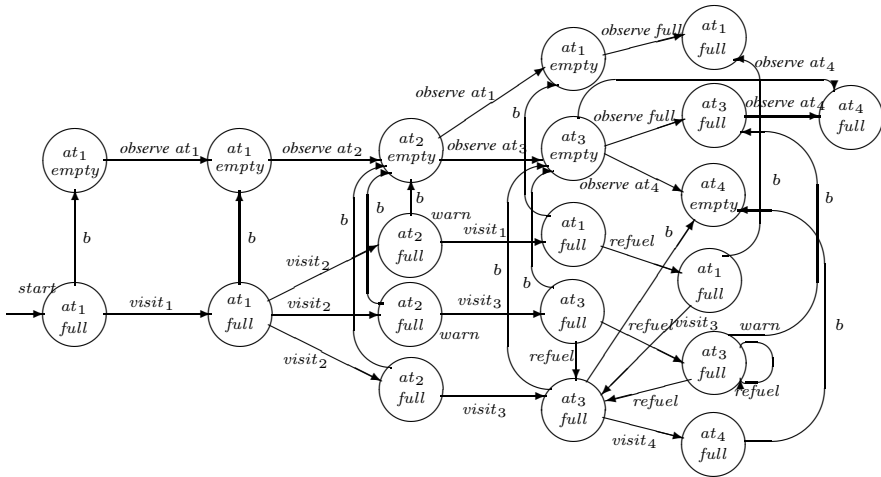 at₁
full
observe full
at₁
empty
observe at₄
observe at₁
b
at₃
full
observe full
observe at₄
at₄
full
at₁
empty
observe at₁
at₁
empty
observe at₂
at₂
empty
observe at₃
at₃
empty
observe at₄
at₄
empty
b
b
b
b
b
b
warn
b
b
b
at₂
full
visit₁
at₁
full
refuel
visit₂
b
b
at₁
full
start
at₁
full
visit₁
at₁
full
visit₂
at₂
full
visit₃
warn
at₃
full
refuel
visit₃
warn
b
visit₂
refuel
at₃
full
refuel
at₂
full
visit₃
at₃
full
refuel
visit₄
at₄
full